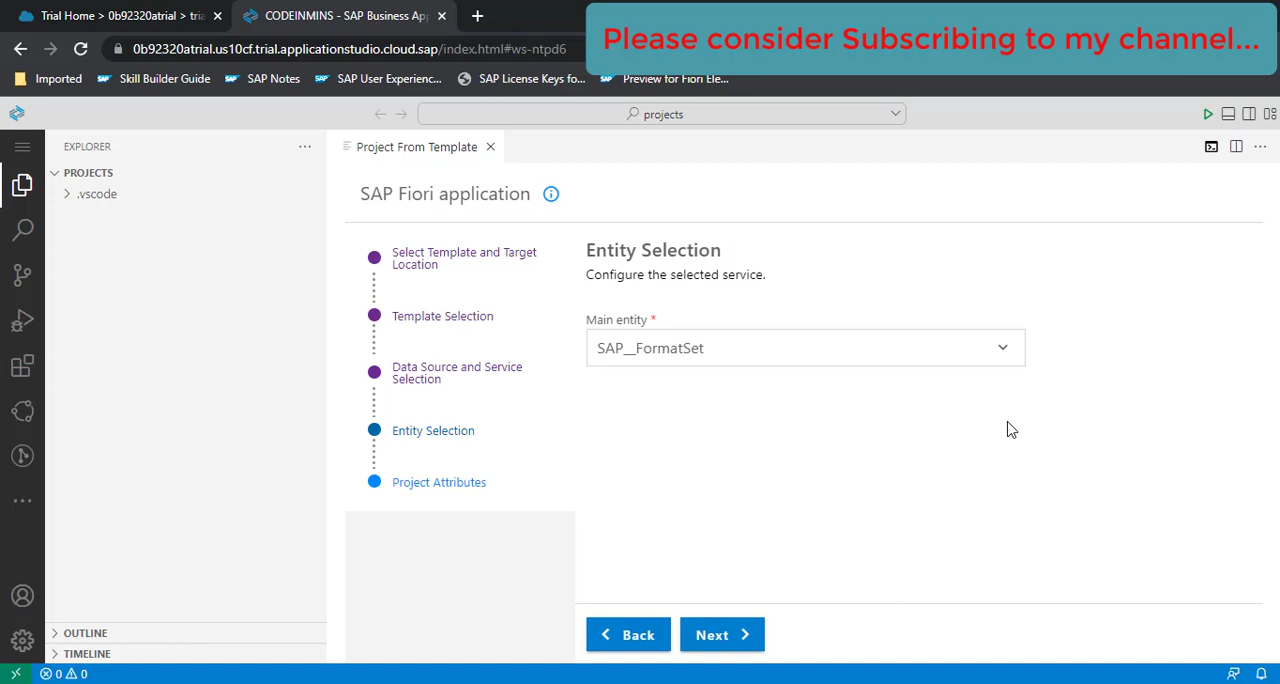 Trial Home > 0b92320atrial > tria
CODEINMINS - SAP Business App
Please consider Subscribing to my channel...
0b92320atrial.us10cf.trial.applicationstudio.cloud.sap/index.html#ws-ntpd6
Imported
Skill Builder Guide
SAP Notes
SAP User Experienc...
SAP License Keys fo...
Preview for Fiori Ele...
projects
EXPLORER
Project From Template
PROJECTS
.vscode
SAP Fiori application
Select Template and Target
Location
Template Selection
Data Source and Service
Selection
Entity Selection
Project Attributes
Entity Selection
Configure the selected service.
Main entity *
SAP__FormatSet
Back
Next
OUTLINE
TIMELINE
0 0